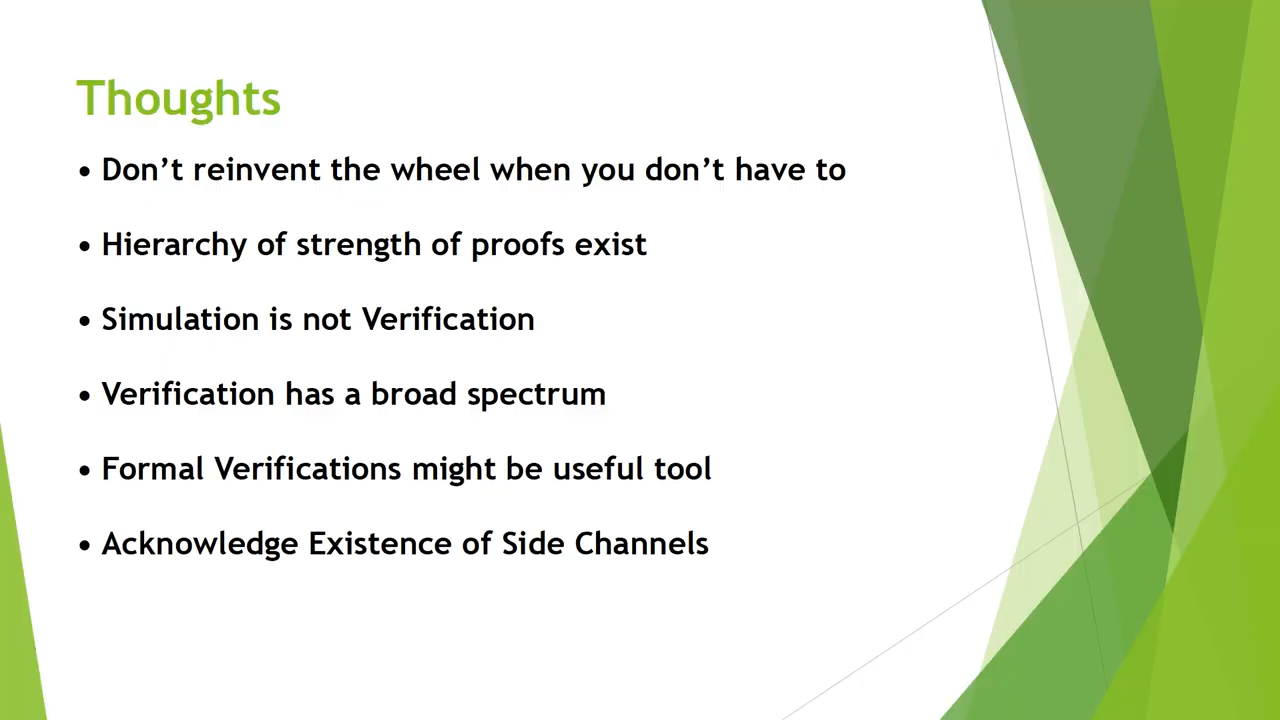 Thoughts
• Don’t reinvent the wheel when you don’t have to
• Hierarchy of strength of proofs exist
• Simulation is not Verification
• Verification has a broad spectrum
• Formal Verifications might be useful tool
• Acknowledge Existence of Side Channels